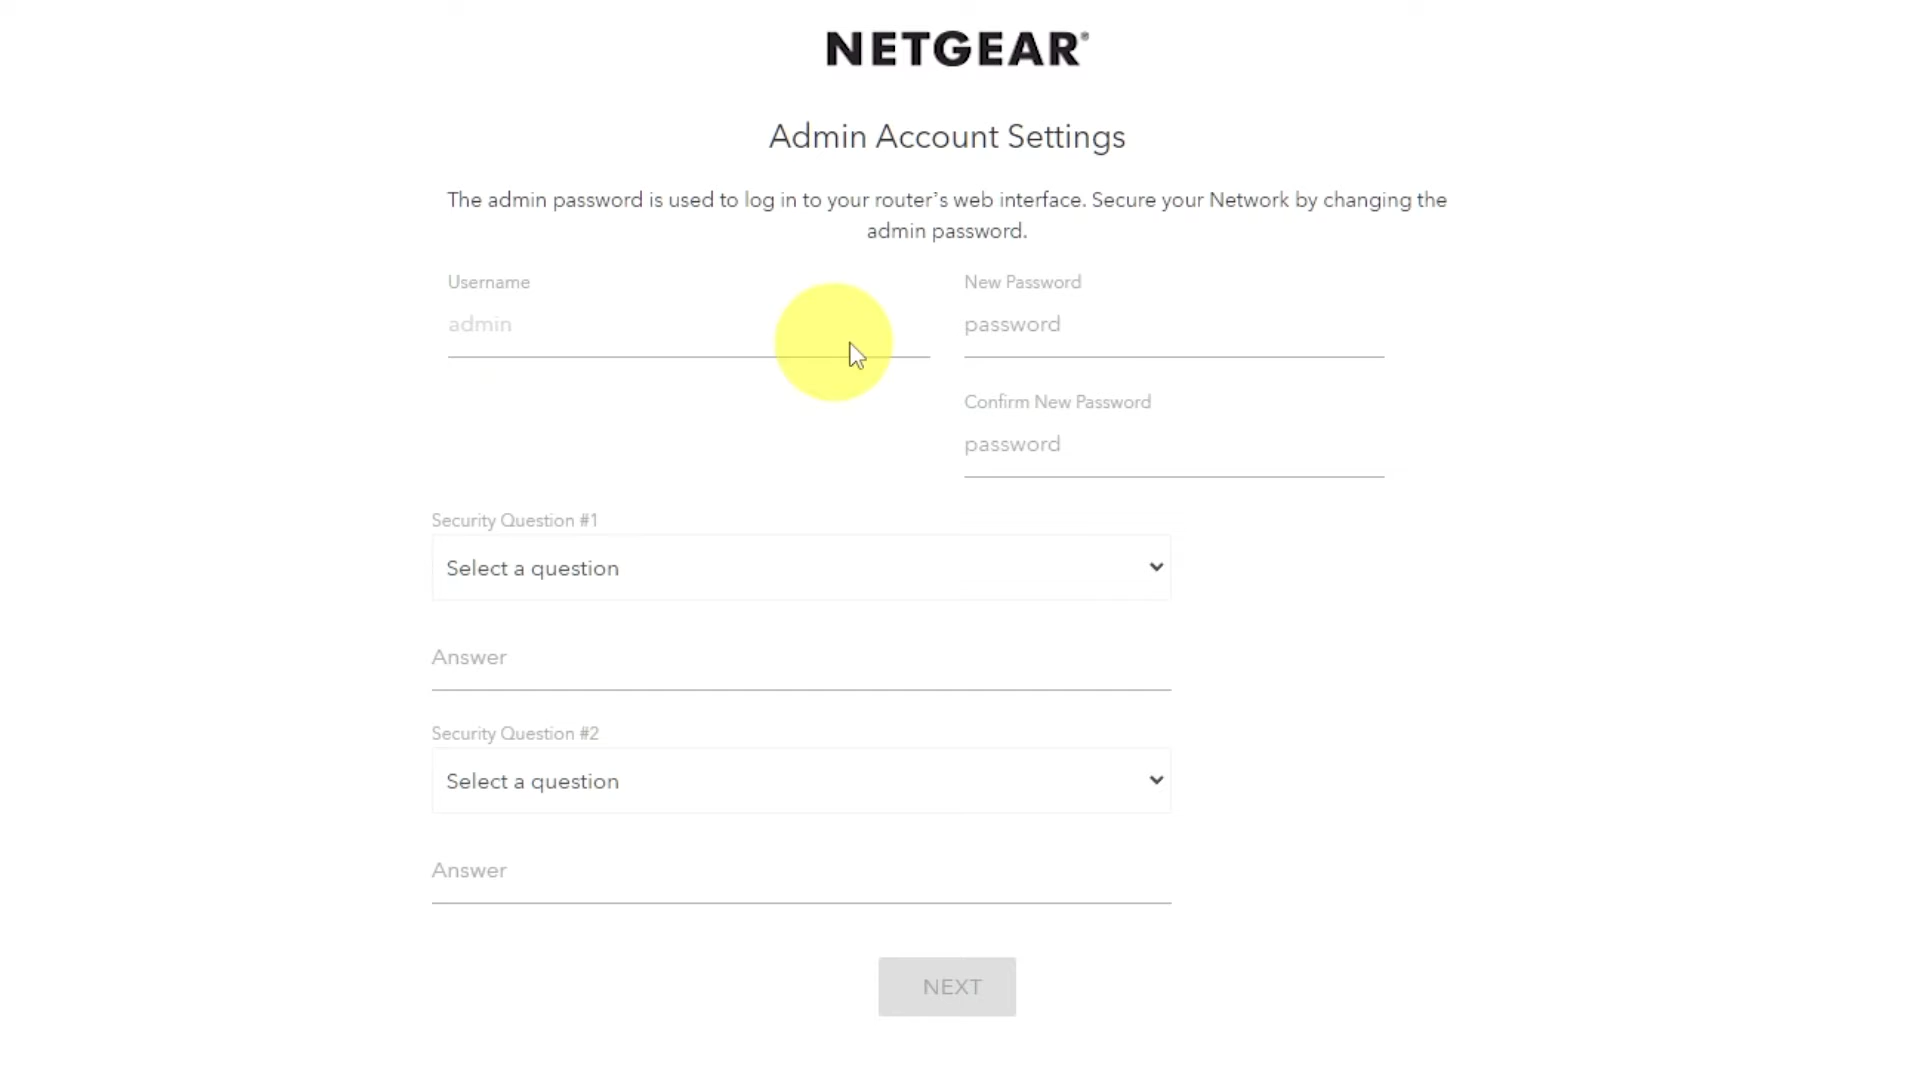 NETGEAR®
Admin Account Settings
The admin password is used to log in to your router's web interface. Secure your Network by changing the
admin password.
Username
admin
New Password
password
Confirm New Password
password
Security Question #1
Select a question
Answer
Security Question #2
Select a question
Answer
NEXT